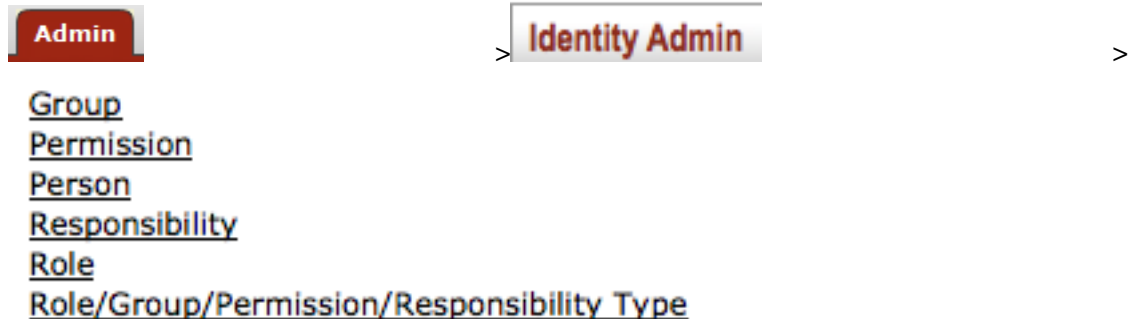 Admin > Identity Admin >
Group
Permission
Person
Responsibility
Role
Role/Group/Permission/Responsibility Type